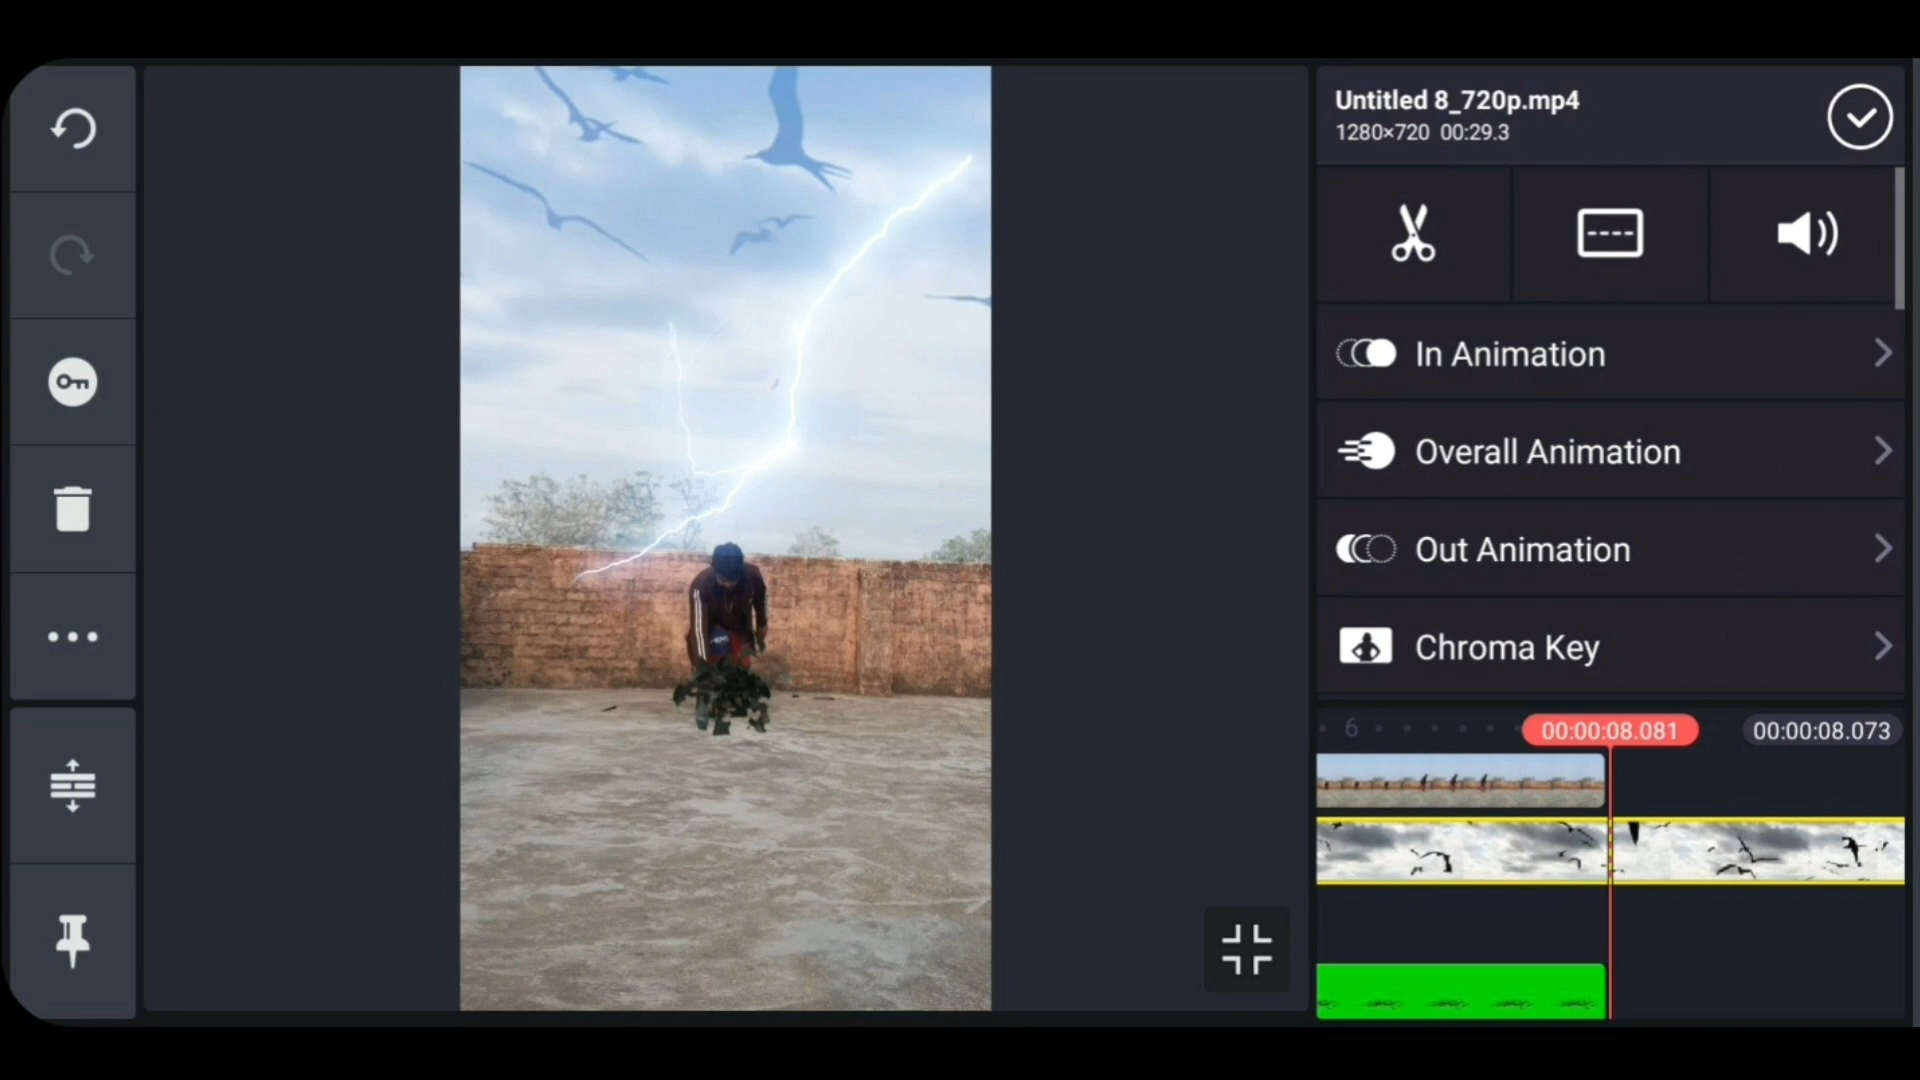 Untitled 8_720p.mp4
1280×720 00:29.3
In Animation
Overall Animation
Out Animation
Chroma Key
6
00:00:08.081
00:00:08.073